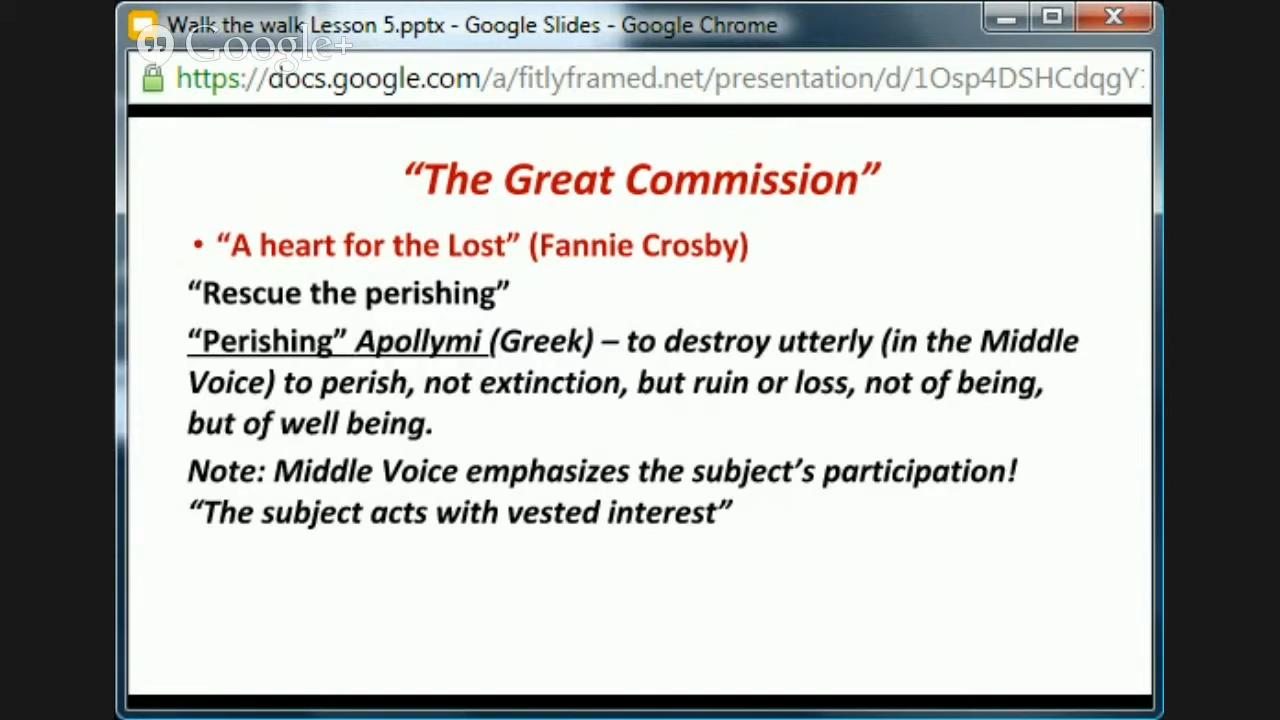 Walk the walk Lesson 5.pptx - Google Slides - Google Chrome
Google+
https://docs.google.com/a/fitlyframed.net/presentation/d/1Osp4DSHCdqgY
“The Great Commission”
• “A heart for the Lost” (Fannie Crosby)
“Rescue the perishing”
“Perishing” Apollymi (Greek) – to destroy utterly (in the Middle
Voice) to perish, not extinction, but ruin or loss, not of being,
but of well being.
Note: Middle Voice emphasizes the subject’s participation!
“The subject acts with vested interest”